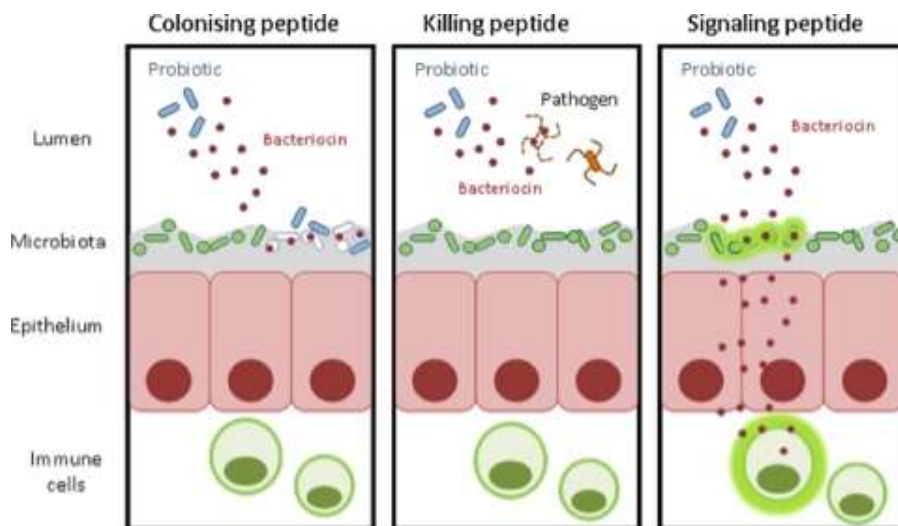 Colonising peptide
Killing peptide
Signaling peptide
Probiotic
Probiotic
Probiotic
Pathogen
Lumen
Bacteriocin
Bacteriocin
Bacteriocin
Microbiota
Epithelium
Immune
cells